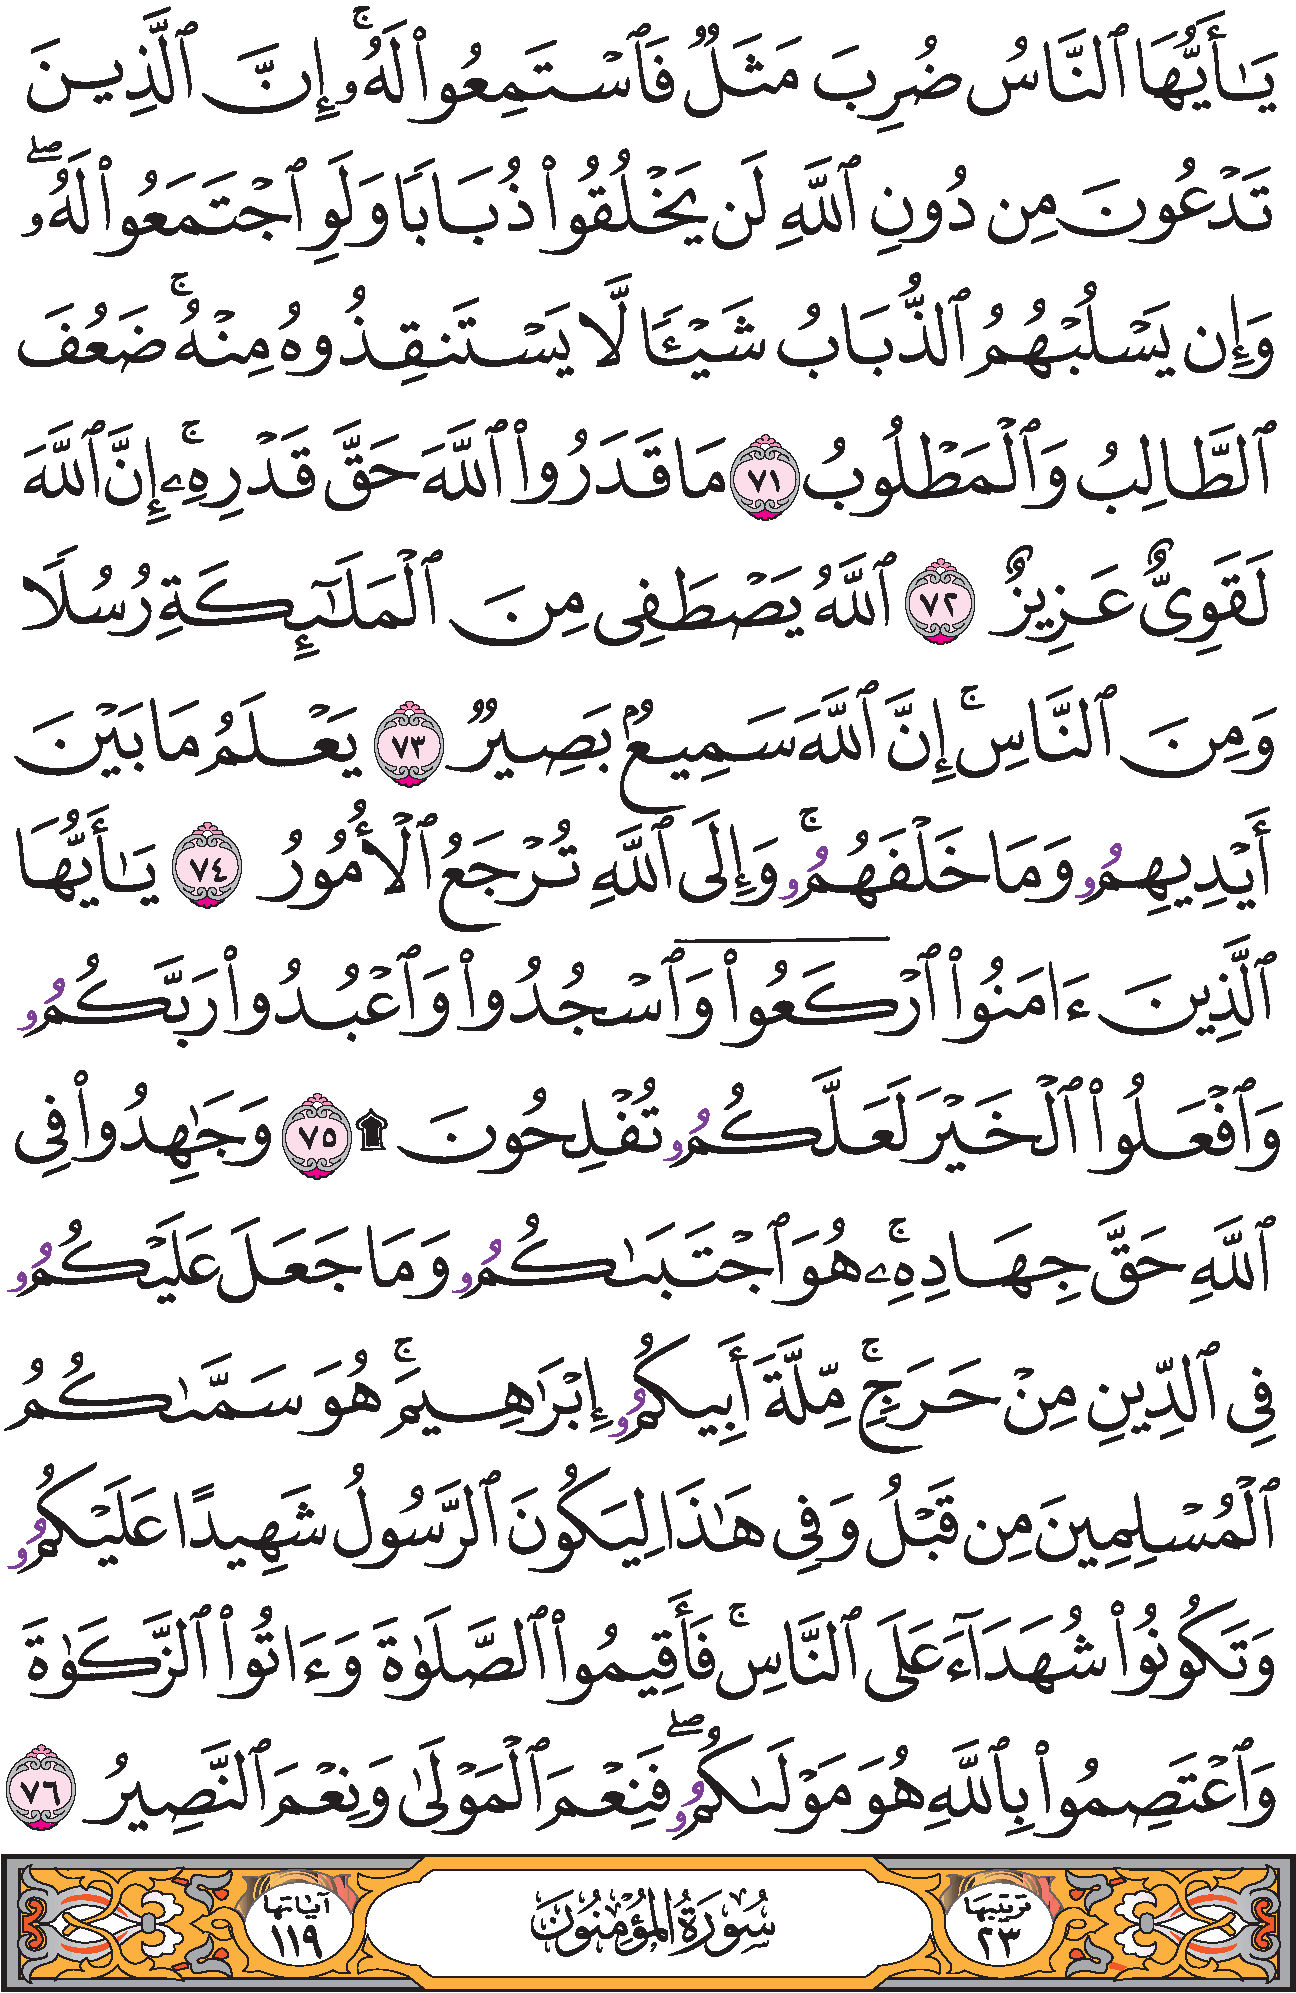 يَـٰٓأَيُّهَا ٱلنَّاسُ ضُرِبَ مَثَلٌ فَٱسْتَمِعُوا۟ لَهُۥٓ ۚ إِنَّ ٱلَّذِينَ
تَدْعُونَ مِن دُونِ ٱللَّهِ لَن يَخْلُقُوا۟ ذُبَابًا وَلَوِ ٱجْتَمَعُوا۟ لَهُۥ ۖ
وَإِن يَسْلُبْهُمُ ٱلذُّبَابُ شَيْـًٔا لَّا يَسْتَنقِذُوهُ مِنْهُ ۚ ضَعُفَ
ٱلطَّالِبُ وَٱلْمَطْلُوبُ ٧١ مَا قَدَرُوا۟ ٱللَّهَ حَقَّ قَدْرِهِۦٓ ۚ إِنَّ ٱللَّهَ
لَقَوِىٌّ عَزِيزٌ ٧٢ ٱللَّهُ يَصْطَفِى مِنَ ٱلْمَلَـٰٓئِكَةِ رُسُلًا
وَمِنَ ٱلنَّاسِ ۚ إِنَّ ٱللَّهَ سَمِيعٌۢ بَصِيرٌ ٧٣ يَعْلَمُ مَا بَيْنَ
أَيْدِيهِمُۥ وَمَا خَلْفَهُمُۥ ۚ وَإِلَى ٱللَّهِ تُرْجَعُ ٱلْأُمُورُ ٧٤ يَـٰٓأَيُّهَا
ٱلَّذِينَ ءَامَنُوا۟ ٱرْكَعُوا۟ وَٱسْجُدُوا۟ وَٱعْبُدُوا۟ رَبَّكُمُۥ
وَٱفْعَلُوا۟ ٱلْخَيْرَ لَعَلَّكُمُۥ تُفْلِحُونَ ۩ ٧٥ وَجَـٰهِدُوا۟ فِى
ٱللَّهِ حَقَّ جِهَادِهِۦ ۚ هُوَ ٱجْتَبَىٰكُمُۥ وَمَا جَعَلَ عَلَيْكُمُۥ
فِى ٱلدِّينِ مِنْ حَرَجٍ ۚ مِّلَّةَ أَبِيكُمُۥٓ إِبْرَٰهِيمَ ۚ هُوَ سَمَّىٰكُمُ
ٱلْمُسْلِمِينَ مِن قَبْلُ وَفِى هَـٰذَا لِيَكُونَ ٱلرَّسُولُ شَهِيدًا عَلَيْكُمُۥ
وَتَكُونُوا۟ شُهَدَآءَ عَلَى ٱلنَّاسِ ۚ فَأَقِيمُوا۟ ٱلصَّلَوٰةَ وَءَاتُوا۟ ٱلزَّكَوٰةَ
وَٱعْتَصِمُوا۟ بِٱللَّهِ هُوَ مَوْلَىٰكُمُۥ ۖ فَنِعْمَ ٱلْمَوْلَىٰ وَنِعْمَ ٱلنَّصِيرُ ٧٦
ترتيبها ٢٣ سُورَةُ المُؤْمِنُونَ آياتها ١١٩